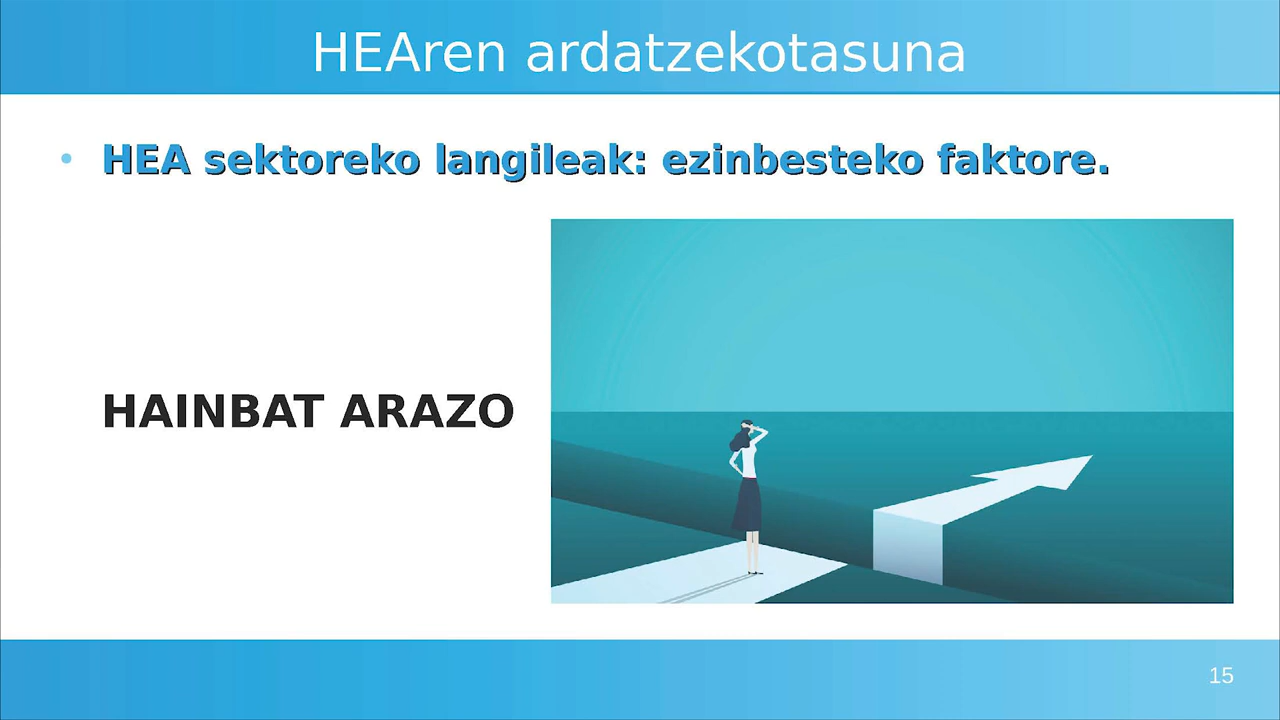 HEAren ardatzekotasuna
• HEA sektoreko langileak: ezinbesteko faktore.
HAINBAT ARAZO
15